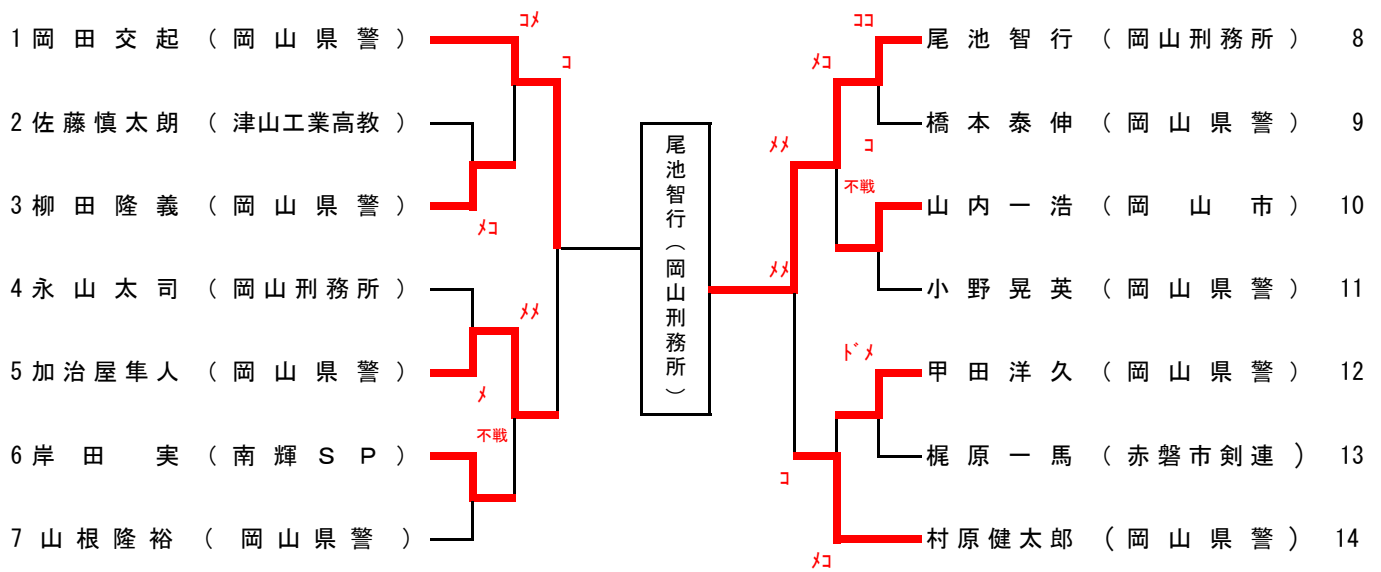 コメ
1 岡田交起（岡山県警）
コ
2 佐藤慎太朗（津山工業高教）
3 柳田隆義（岡山県警）
メコ
4 永山太司（岡山刑務所）
メメ
5 加治屋隼人（岡山県警）
メ
不戦
6 岸田実（南輝ＳＰ）
7 山根隆裕（岡山県警）
尾池智行（岡山刑務所）
ココ
尾池智行（岡山刑務所） 8
メコ
橋本泰伸（岡山県警） 9
メメ
コ
不戦
山内一浩（岡山市） 10
メメ
小野晃英（岡山県警） 11
ドメ
甲田洋久（岡山県警） 12
梶原一馬（赤磐市剣連) 13
コ
村原健太郎(岡山県警) 14
メコ